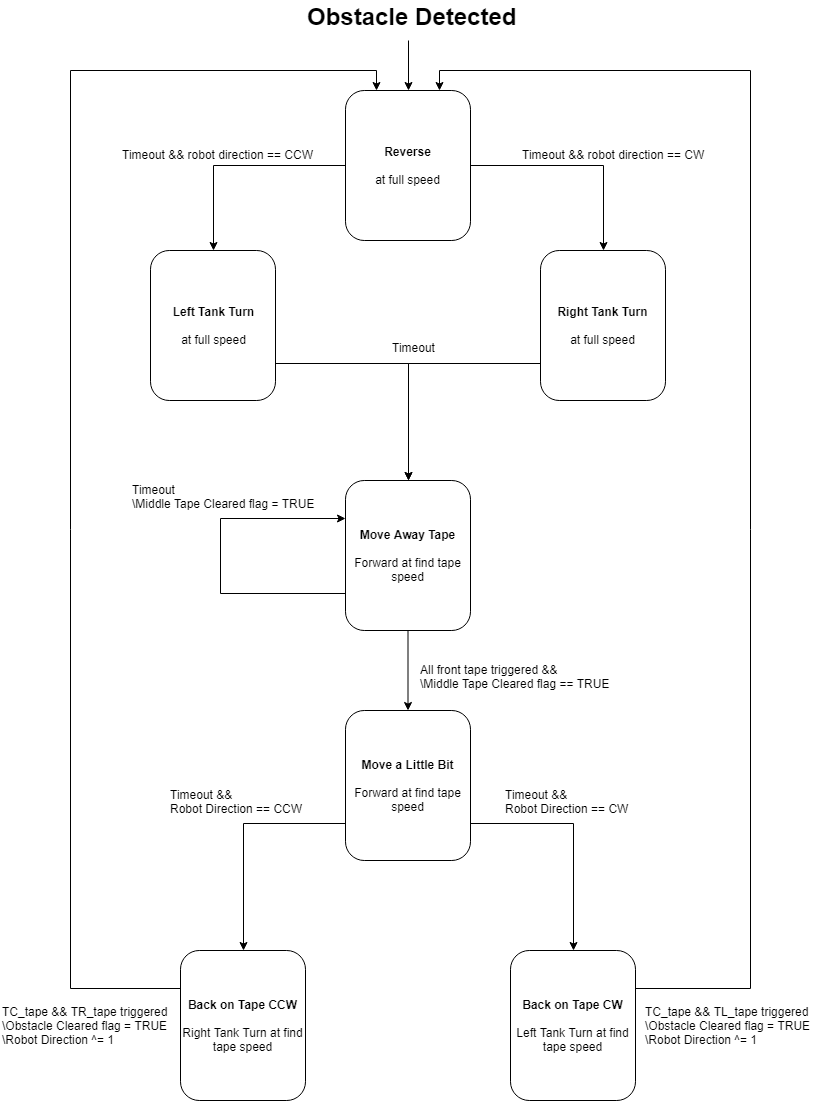 Obstacle Detected
Reverse
at full speed
Timeout && robot direction == CCW
Timeout && robot direction == CW
Left Tank Turn
at full speed
Right Tank Turn
at full speed
Timeout
Timeout
\Middle Tape Cleared flag = TRUE
Move Away Tape
Forward at find tape
speed
All front tape triggered &&
\Middle Tape Cleared flag == TRUE
Move a Little Bit
Forward at find tape
speed
Timeout &&
Robot Direction == CCW
Timeout &&
Robot Direction == CW
TC_tape && TR_tape triggered
\Obstacle Cleared flag = TRUE
\Robot Direction ^= 1
Back on Tape CCW
Right Tank Turn at find
tape speed
Back on Tape CW
Left Tank Turn at find
tape speed
TC_tape && TL_tape triggered
\Obstacle Cleared flag = TRUE
\Robot Direction ^= 1